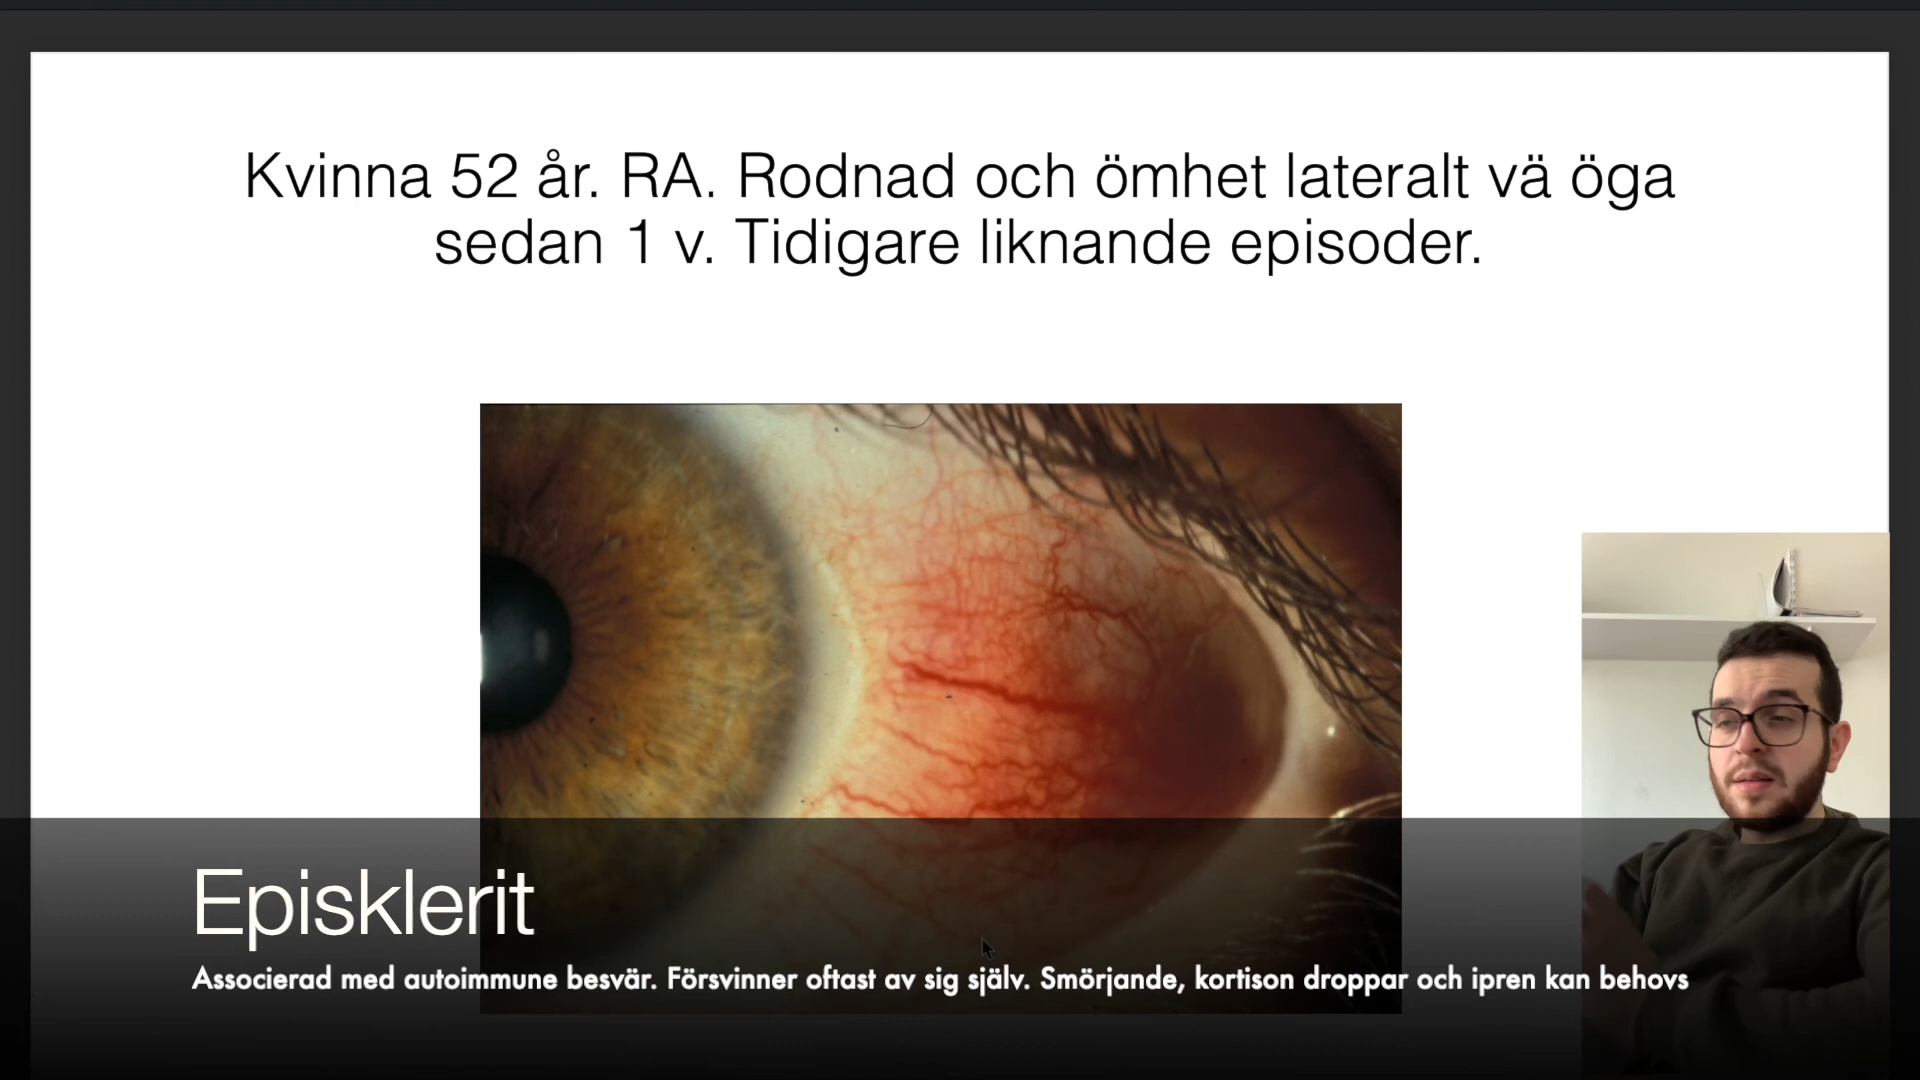 Kvinna 52 år. RA. Rodnad och ömhet lateralt vä öga
sedan 1 v. Tidigare liknande episoder.
Episklerit
Associerad med autoimmune besvär. Försvinner oftast av sig själv. Smörjande, kortison droppar och ipren kan behovs